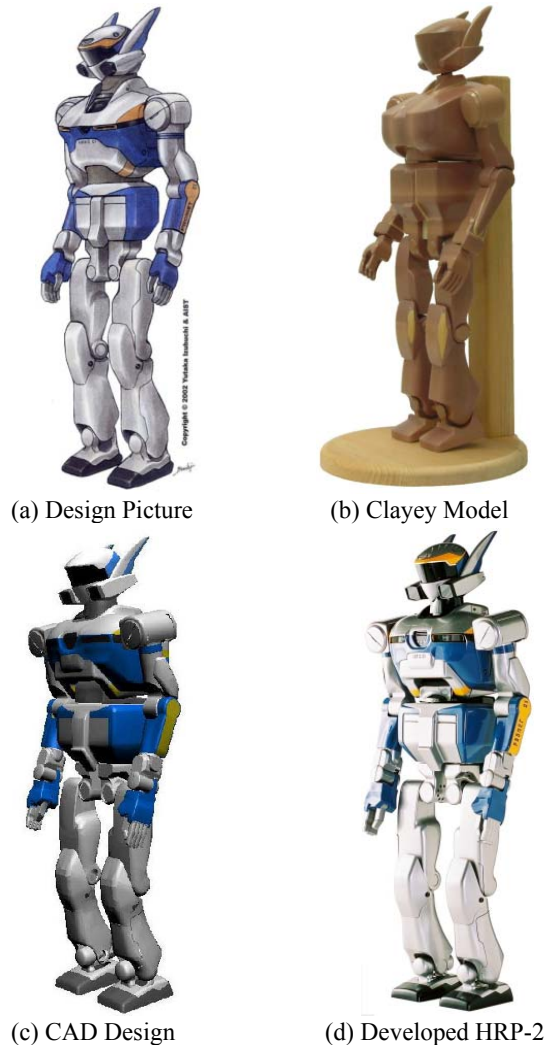 Copyright © 2002 Yutaka Izubuchi & AIST
(a) Design Picture
(b) Clayey Model
(c) CAD Design
(d) Developed HRP-2